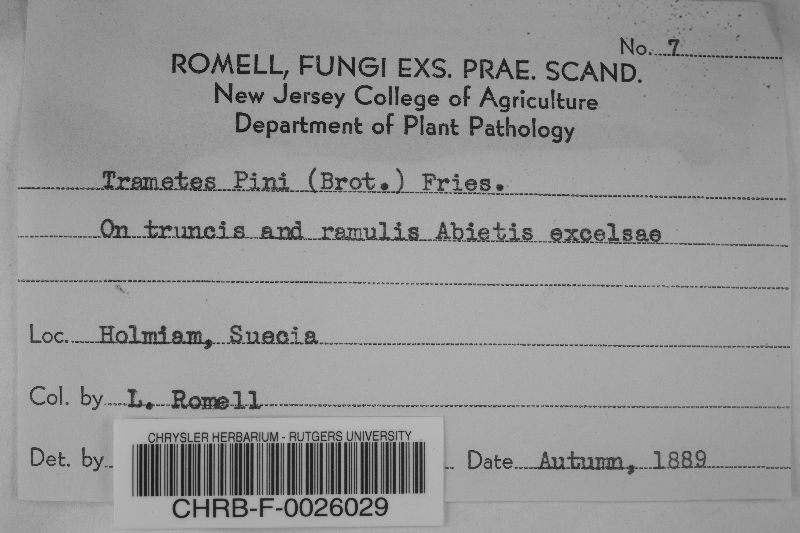 No. 7
ROMELL, FUNGI EXS. PRAE. SCAND.
New Jersey College of Agriculture
Department of Plant Pathology
Trametes Pini (Brot.) Fries.
On truncis and ramulis Abietis excelsae
Loc. Holmiam, Suecia
Col. by L. Romell
Det. by
Date Autumn, 1889
CHRYSLER HERBARIUM - RUTGERS UNIVERSITY
CHRB-F-0026029